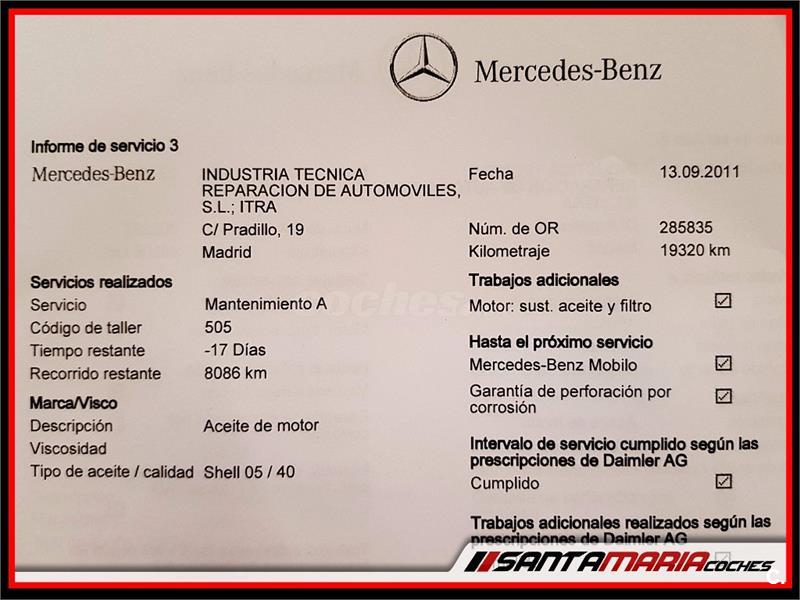 Mercedes-Benz
Informe de servicio 3
Mercedes-Benz
INDUSTRIA TECNICA
REPARACION DE AUTOMOVILES,
S.L.; ITRA
C/ Pradillo, 19
Madrid
Fecha 13.09.2011
Núm. de OR 285835
Kilometraje 19320 km
Servicios realizados
Servicio Mantenimiento A
Código de taller 505
Tiempo restante -17 Días
Recorrido restante 8086 km
Marca/Visco
Descripción Aceite de motor
Viscosidad
Tipo de aceite / calidad Shell 05 / 40
Trabajos adicionales
Motor: sust. aceite y filtro
Hasta el próximo servicio
Mercedes-Benz Mobilo
Garantía de perforación por
corrosión
Intervalo de servicio cumplido según las
prescripciones de Daimler AG
Cumplido
Trabajos adicionales realizados según las
prescripciones de Daimler AG
SANTAMARIA COCHES
coches